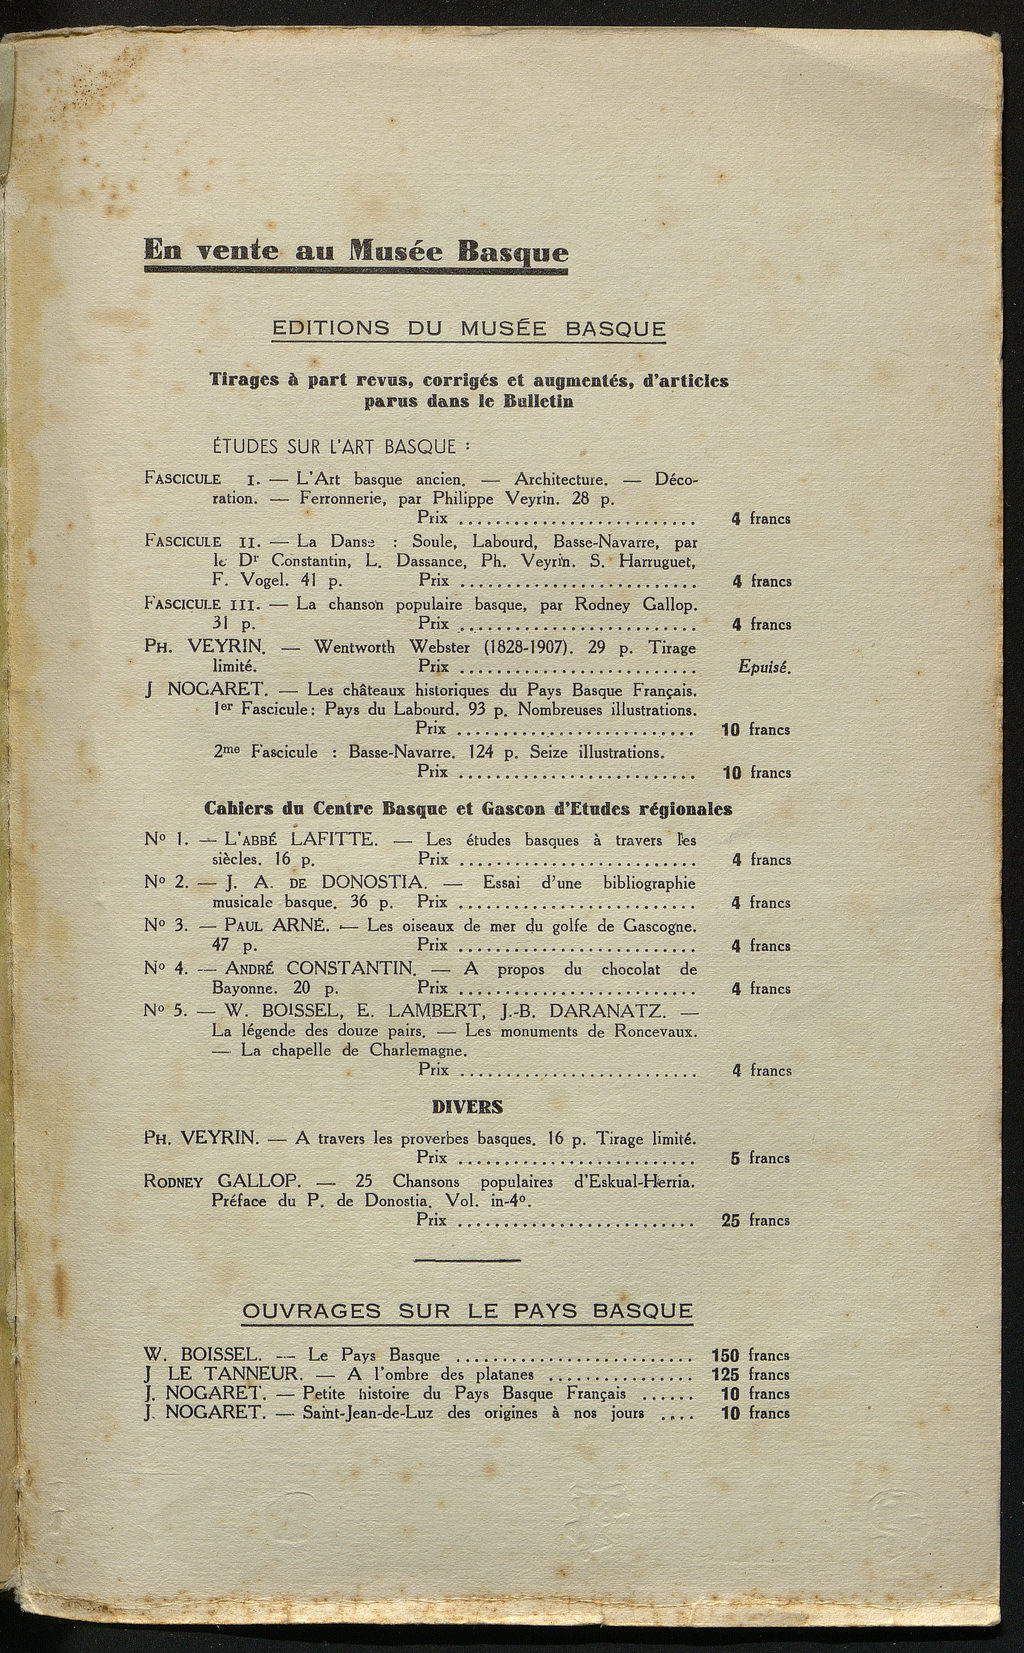 En vente au Musée Basque
EDITIONS DU MUSÉE BASQUE
Tirages à part revus, corrigés et augmentés, d'articles
parus dans le Bulletin
ÉTUDES SUR L'ART BASQUE :
FASCICULE I. — L'Art basque ancien. — Architecture. — Déco-
ration. — Ferronnerie, par Philippe Veyrin. 28 p.
Prix .......................... 4 francs
FASCICULE II. — La Danse : Soule, Labourd, Basse-Navarre, par
le Dr Constantin, L. Dassance, Ph. Veyrin. S. Harruguet,
F. Vogel. 41 p. Prix .......................... 4 francs
FASCICULE III. — La chanson populaire basque, par Rodney Gallop.
31 p. Prix .......................... 4 francs
PH. VEYRIN. — Wentworth Webster (1828-1907). 29 p. Tirage
limité. Prix .......................... Epuisé.
J NOGARET. — Les châteaux historiques du Pays Basque Français.
1er Fascicule : Pays du Labourd. 93 p. Nombreuses illustrations.
Prix .......................... 10 francs
2me Fascicule : Basse-Navarre. 124 p. Seize illustrations.
Prix .......................... 10 francs
Cahiers du Centre Basque et Gascon d'Etudes régionales
No 1. — L'ABBÉ LAFITTE. — Les études basques à travers les
siècles. 16 p. Prix .......................... 4 francs
No 2. — J. A. DE DONOSTIA. — Essai d'une bibliographie
musicale basque. 36 p. Prix .......................... 4 francs
No 3. — PAUL ARNÉ. — Les oiseaux de mer du golfe de Gascogne.
47 p. Prix .......................... 4 francs
No 4. — ANDRÉ CONSTANTIN. — A propos du chocolat de
Bayonne. 20 p. Prix .......................... 4 francs
No 5. — W. BOISSEL, E. LAMBERT, J.-B. DARANATZ. —
La légende des douze pairs. — Les monuments de Roncevaux.
— La chapelle de Charlemagne.
Prix .......................... 4 francs
DIVERS
PH. VEYRIN. — A travers les proverbes basques. 16 p. Tirage limité.
Prix .......................... 5 francs
RODNEY GALLOP. — 25 Chansons populaires d'Eskual-Herria.
Préface du P. de Donostia. Vol. in-4o.
Prix .......................... 25 francs
OUVRAGES SUR LE PAYS BASQUE
W. BOISSEL. — Le Pays Basque .......................... 150 francs
J LE TANNEUR. — A l'ombre des platanes ................ 125 francs
J. NOGARET. — Petite histoire du Pays Basque Français ...... 10 francs
J. NOGARET. — Saint-Jean-de-Luz des origines à nos jours .... 10 francs